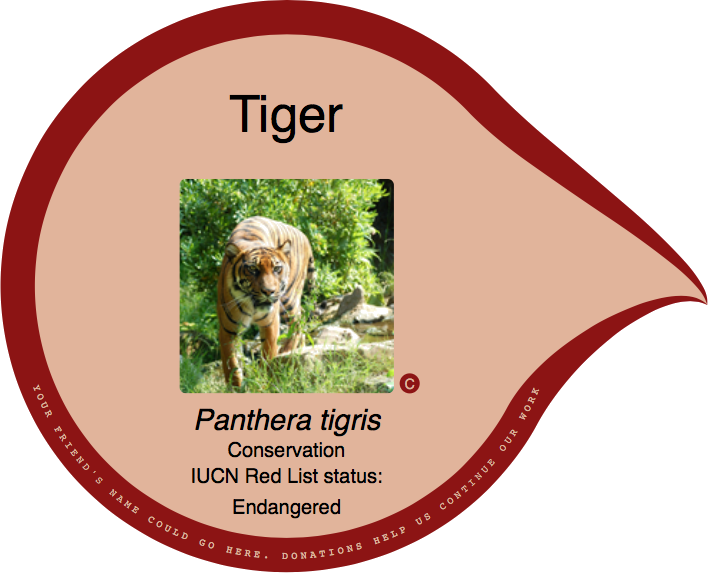 Tiger
C
Panthera tigris
Conservation
IUCN Red List status:
Endangered
YOUR FRIEND'S NAME COULD GO HERE. DONATIONS HELP US CONTINUE OUR WORK